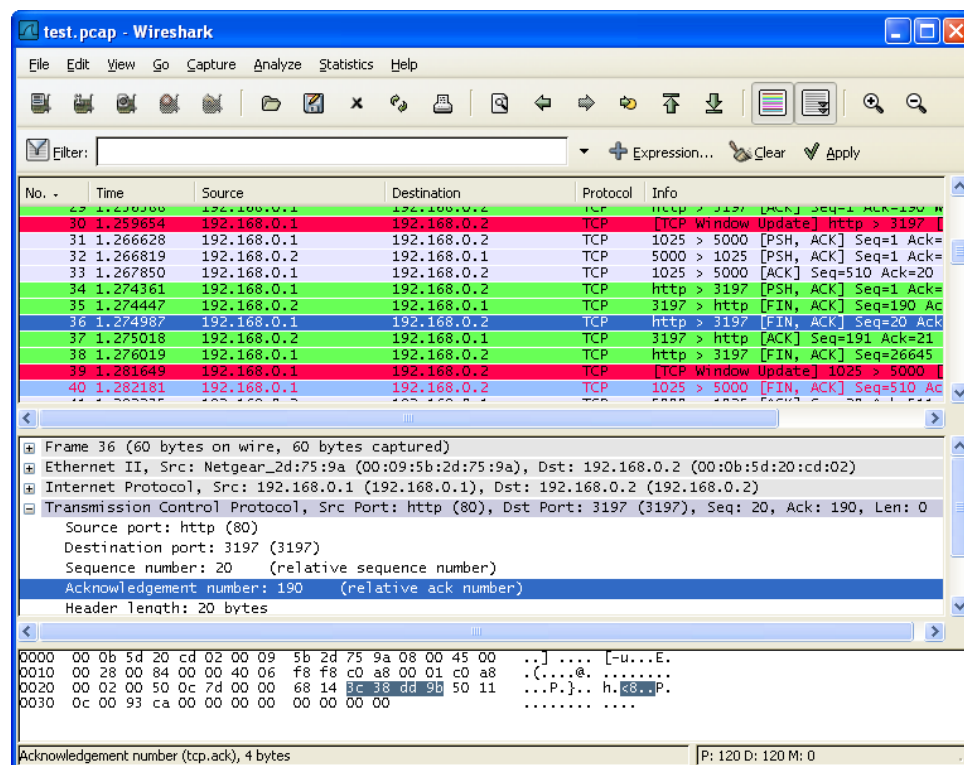 test.pcap - Wireshark
File Edit View Go Capture Analyze Statistics Help
Filter: Expression... Clear Apply
No. - Time Source Destination Protocol Info
29 1.256568 192.168.0.1 192.168.0.2 TCP http > 3197 [ACK] Seq=1 Ack=190 W
30 1.259654 192.168.0.1 192.168.0.2 TCP [TCP Window Update] http > 3197 [
31 1.266628 192.168.0.1 192.168.0.2 TCP 1025 > 5000 [PSH, ACK] Seq=1 Ack=
32 1.266819 192.168.0.2 192.168.0.1 TCP 5000 > 1025 [PSH, ACK] Seq=1 Ack=
33 1.267850 192.168.0.1 192.168.0.2 TCP 1025 > 5000 [ACK] Seq=510 Ack=20
34 1.274361 192.168.0.1 192.168.0.2 TCP http > 3197 [PSH, ACK] Seq=1 Ack=
35 1.274447 192.168.0.2 192.168.0.1 TCP 3197 > http [FIN, ACK] Seq=190 Ac
36 1.274987 192.168.0.1 192.168.0.2 TCP http > 3197 [FIN, ACK] Seq=20 Ack
37 1.275018 192.168.0.2 192.168.0.1 TCP 3197 > http [ACK] Seq=191 Ack=21
38 1.276019 192.168.0.1 192.168.0.2 TCP http > 3197 [FIN, ACK] Seq=26645
39 1.281649 192.168.0.1 192.168.0.2 TCP [TCP Window Update] 1025 > 5000 [
40 1.282181 192.168.0.1 192.168.0.2 TCP 1025 > 5000 [FIN, ACK] Seq=510 Ac
Frame 36 (60 bytes on wire, 60 bytes captured)
Ethernet II, Src: Netgear_2d:75:9a (00:09:5b:2d:75:9a), Dst: 192.168.0.2 (00:0b:5d:20:cd:02)
Internet Protocol, Src: 192.168.0.1 (192.168.0.1), Dst: 192.168.0.2 (192.168.0.2)
Transmission Control Protocol, Src Port: http (80), Dst Port: 3197 (3197), Seq: 20, Ack: 190, Len: 0
Source port: http (80)
Destination port: 3197 (3197)
Sequence number: 20 (relative sequence number)
Acknowledgement number: 190 (relative ack number)
Header length: 20 bytes
0000 00 0b 5d 20 cd 02 00 09 5b 2d 75 9a 08 00 45 00 ..] .... [-u...E.
0010 00 28 00 84 00 00 40 06 f8 f8 c0 a8 00 01 c0 a8 .(....@. ........
0020 00 02 00 50 0c 7d 00 00 68 14 3c 38 dd 9b 50 11 ...P.}.. h.<8..P.
0030 0c 00 93 ca 00 00 00 00 00 00 00 00 ........ ....
Acknowledgement number (tcp.ack), 4 bytes P: 120 D: 120 M: 0